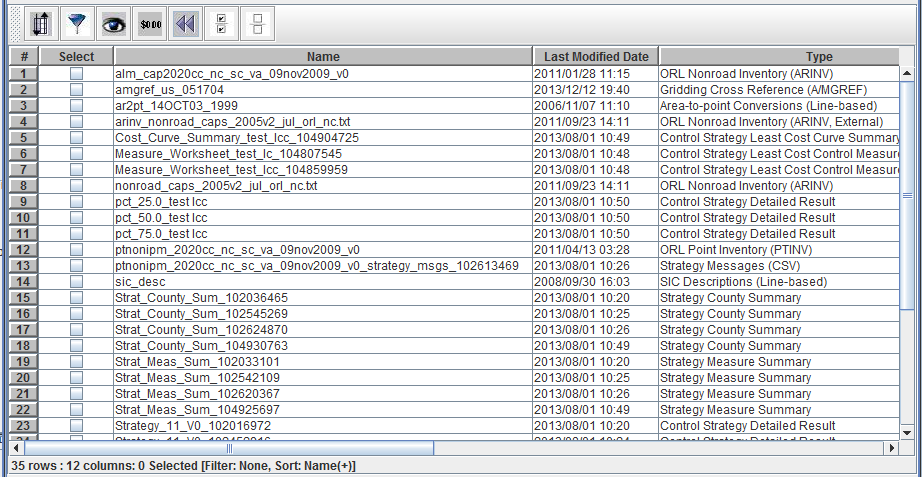 $0.00
# Select Name Last Modified Date Type
1 alm_cap2020cc_nc_sc_va_09nov2009_v0 2011/01/28 11:15 ORL Nonroad Inventory (ARINV)
2 amgref_us_051704 2013/12/12 19:40 Gridding Cross Reference (A/MGREF)
3 ar2pt_14OCT03_1999 2006/11/07 11:10 Area-to-point Conversions (Line-based)
4 arinv_nonroad_caps_2005v2_jul_orl_nc.txt 2011/09/23 14:11 ORL Nonroad Inventory (ARINV, External)
5 Cost_Curve_Summary_test_lcc_104904725 2013/08/01 10:49 Control Strategy Least Cost Curve Summary
6 Measure_Worksheet_test_lc_104807545 2013/08/01 10:48 Control Strategy Least Cost Control Measur
7 Measure_Worksheet_test_lcc_104859959 2013/08/01 10:48 Control Strategy Least Cost Control Measur
8 nonroad_caps_2005v2_jul_orl_nc.txt 2011/09/23 14:11 ORL Nonroad Inventory (ARINV)
9 pct_25.0_test lcc 2013/08/01 10:50 Control Strategy Detailed Result
10 pct_50.0_test lcc 2013/08/01 10:50 Control Strategy Detailed Result
11 pct_75.0_test lcc 2013/08/01 10:50 Control Strategy Detailed Result
12 ptnonipm_2020cc_nc_sc_va_09nov2009_v0 2011/04/13 03:28 ORL Point Inventory (PTINV)
13 ptnonipm_2020cc_nc_sc_va_09nov2009_v0_strategy_msgs_102613469 2013/08/01 10:26 Strategy Messages (CSV)
14 sic_desc 2008/09/30 16:03 SIC Descriptions (Line-based)
15 Strat_County_Sum_102036465 2013/08/01 10:20 Strategy County Summary
16 Strat_County_Sum_102545269 2013/08/01 10:25 Strategy County Summary
17 Strat_County_Sum_102624870 2013/08/01 10:26 Strategy County Summary
18 Strat_County_Sum_104930763 2013/08/01 10:49 Strategy County Summary
19 Strat_Meas_Sum_102033101 2013/08/01 10:20 Strategy Measure Summary
20 Strat_Meas_Sum_102542109 2013/08/01 10:25 Strategy Measure Summary
21 Strat_Meas_Sum_102620367 2013/08/01 10:26 Strategy Measure Summary
22 Strat_Meas_Sum_104925697 2013/08/01 10:49 Strategy Measure Summary
23 Strategy_11_V0_102016972 2013/08/01 10:20 Control Strategy Detailed Result
35 rows : 12 columns: 0 Selected [Filter: None, Sort: Name(+)]